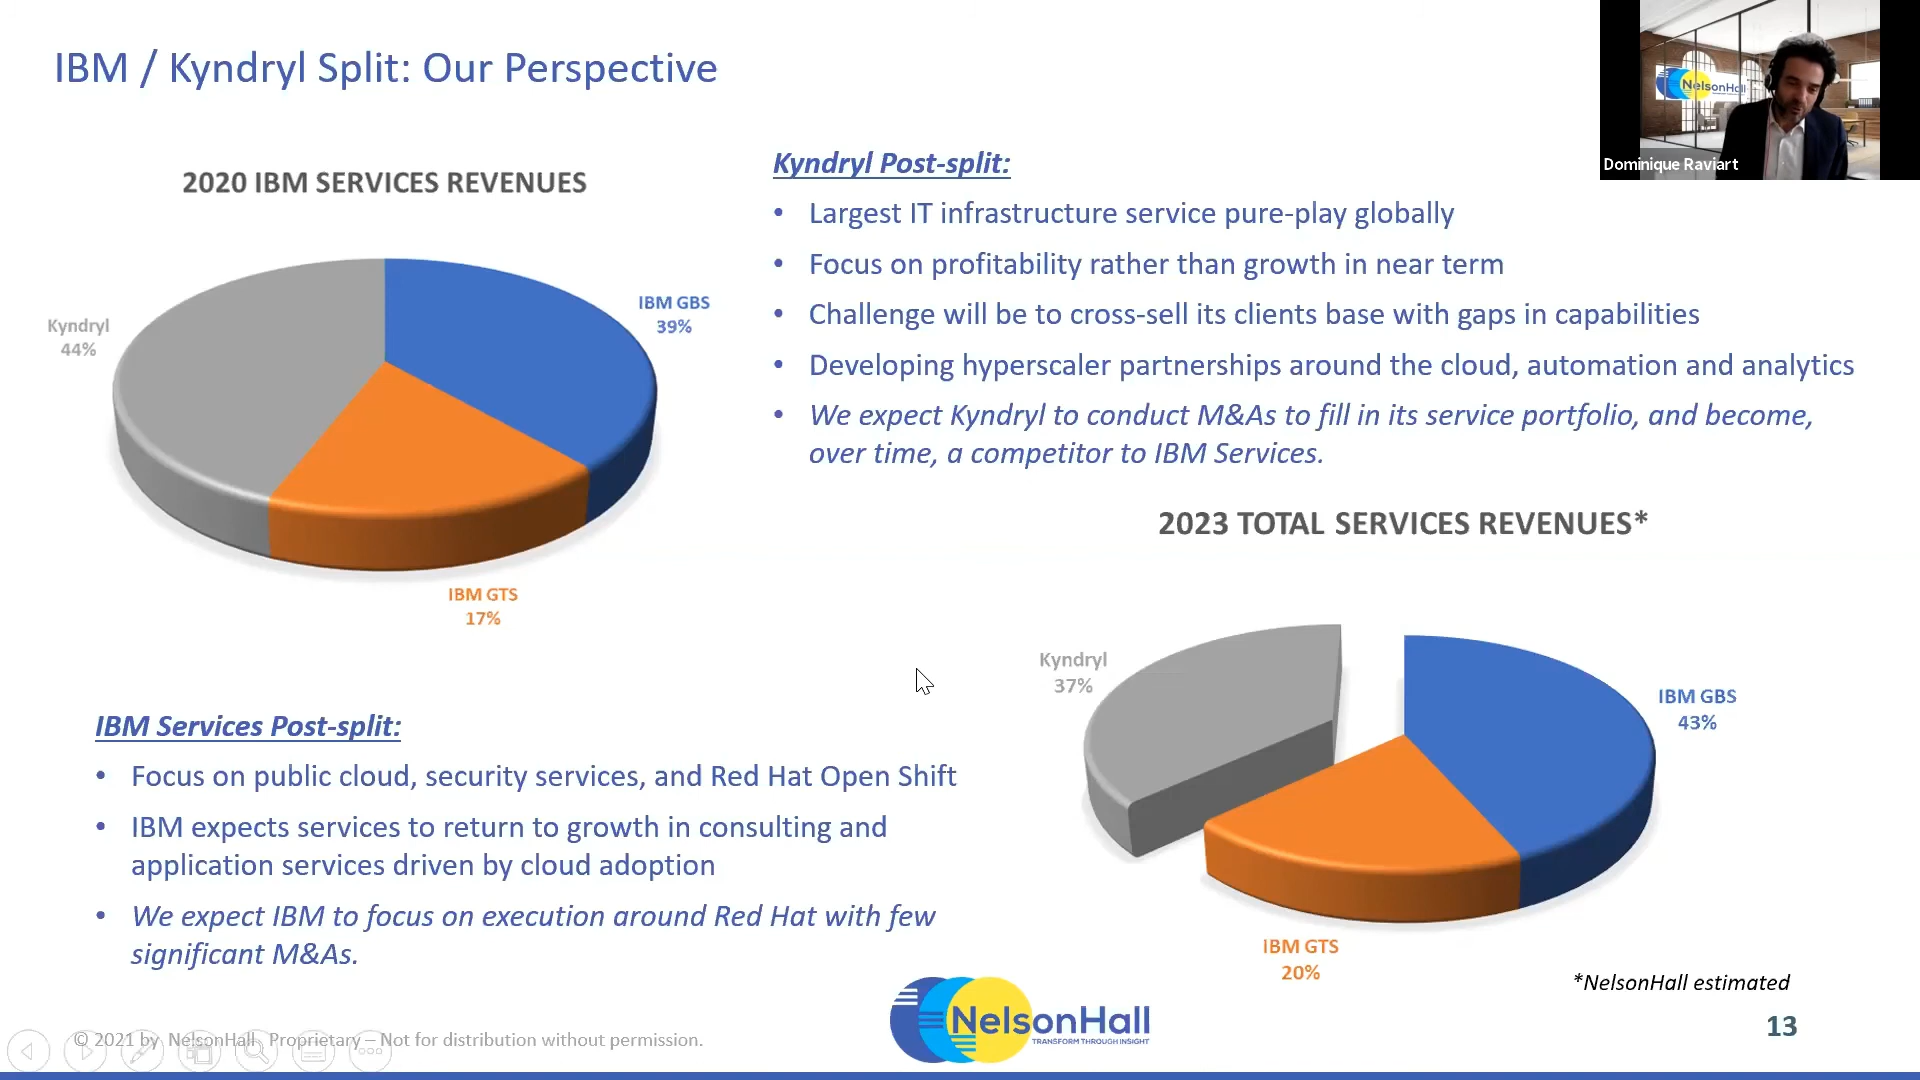 IBM / Kyndryl Split: Our Perspective
NelsonHall
Dominique Raviart
2020 IBM SERVICES REVENUES
Kyndryl
44%
IBM GBS
39%
IBM GTS
17%
Kyndryl Post-split:
• Largest IT infrastructure service pure-play globally
• Focus on profitability rather than growth in near term
• Challenge will be to cross-sell its clients base with gaps in capabilities
• Developing hyperscaler partnerships around the cloud, automation and analytics
• We expect Kyndryl to conduct M&As to fill in its service portfolio, and become,
over time, a competitor to IBM Services.
2023 TOTAL SERVICES REVENUES*
Kyndryl
37%
IBM GBS
43%
IBM GTS
20%
*NelsonHall estimated
IBM Services Post-split:
• Focus on public cloud, security services, and Red Hat Open Shift
• IBM expects services to return to growth in consulting and
application services driven by cloud adoption
• We expect IBM to focus on execution around Red Hat with few
significant M&As.
© 2021 by NelsonHall Proprietary – Not for distribution without permission.
NelsonHall
TRANSFORM THROUGH INSIGHT
13